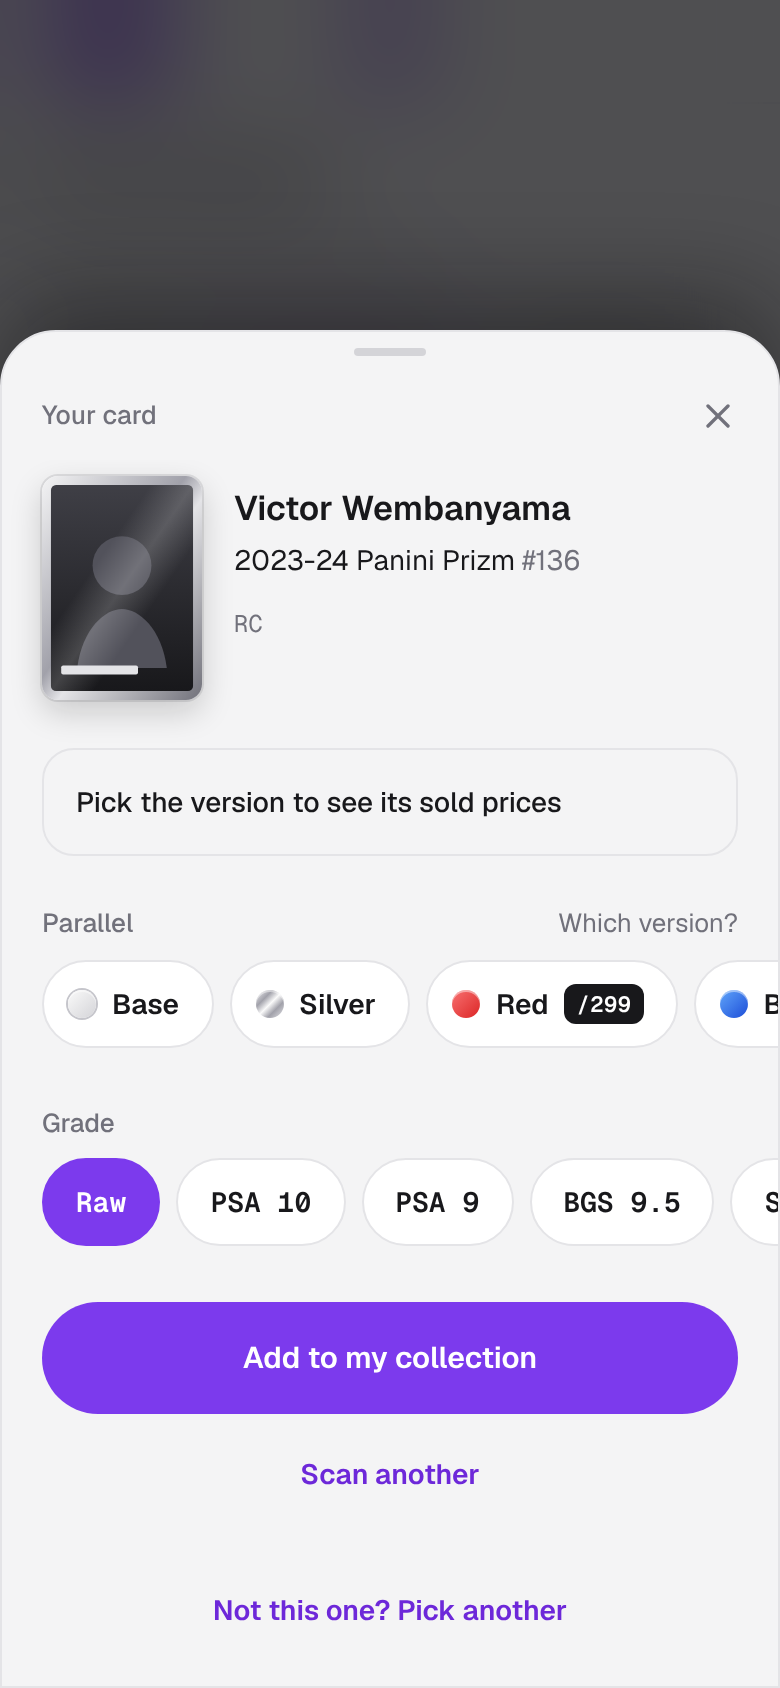 Your card
Victor Wembanyama
2023-24 Panini Prizm #136
RC
Pick the version to see its sold prices
Parallel
Which version?
Base
Silver
Red /299
B
Grade
Raw
PSA 10
PSA 9
BGS 9.5
S
Add to my collection
Scan another
Not this one? Pick another